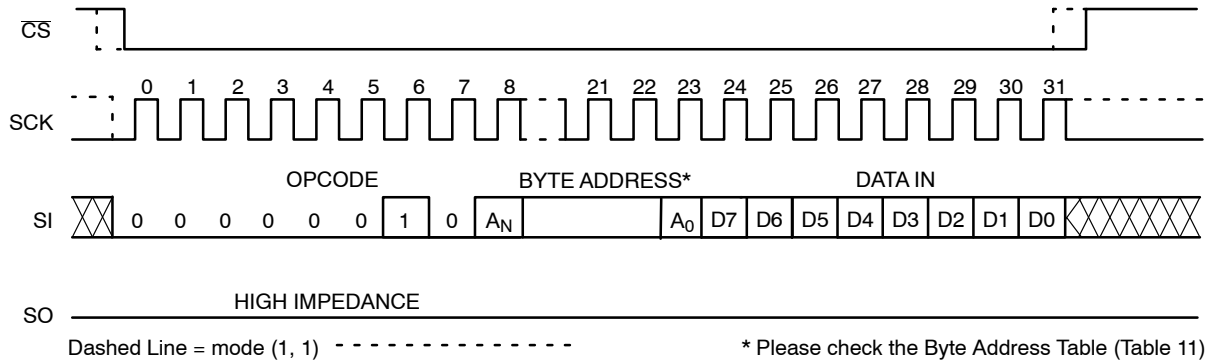 CS
0 1 2 3 4 5 6 7 8 21 22 23 24 25 26 27 28 29 30 31
SCK
OPCODE BYTE ADDRESS* DATA IN
SI 0 0 0 0 0 0 1 0 AN A0 D7 D6 D5 D4 D3 D2 D1 D0
HIGH IMPEDANCE
SO
Dashed Line = mode (1, 1) * Please check the Byte Address Table (Table 11)